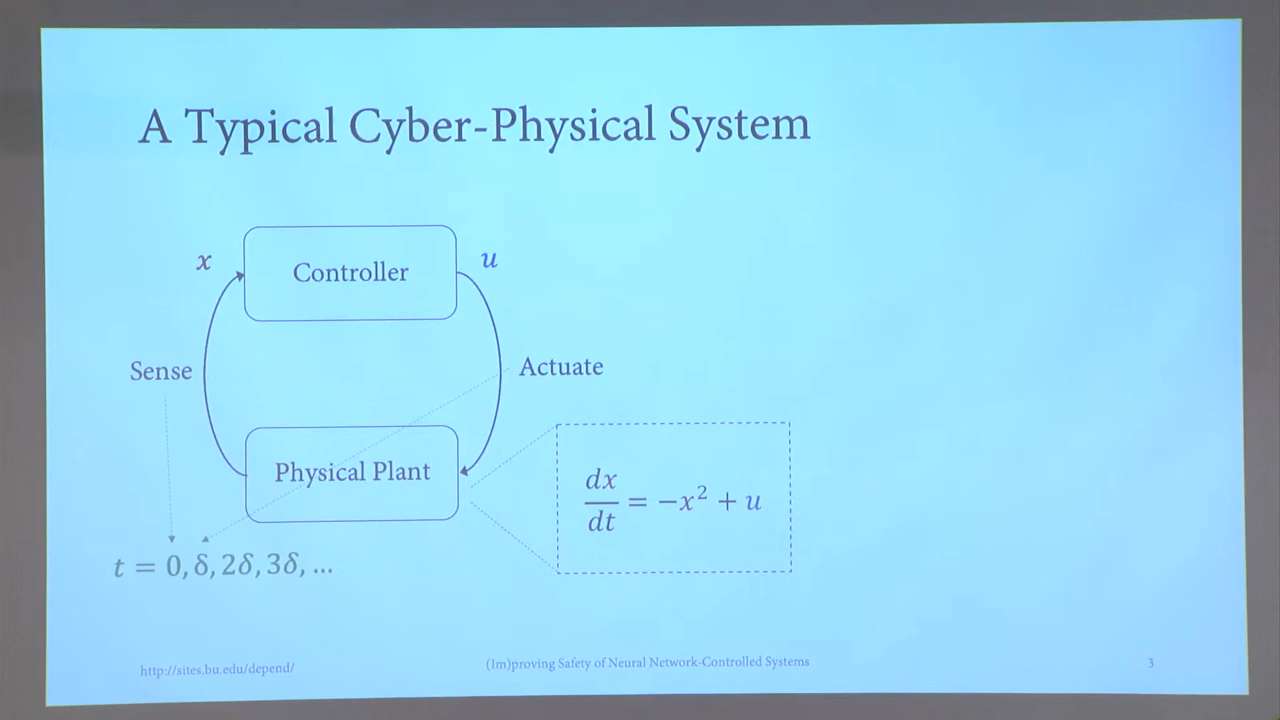 A Typical Cyber-Physical System
x
Controller
u
Sense
Actuate
Physical Plant
dx
dt
= −x² + u
t = 0, δ, 2δ, 3δ, ...
http://sites.bu.edu/depend/
(Im)proving Safety of Neural Network-Controlled Systems
3